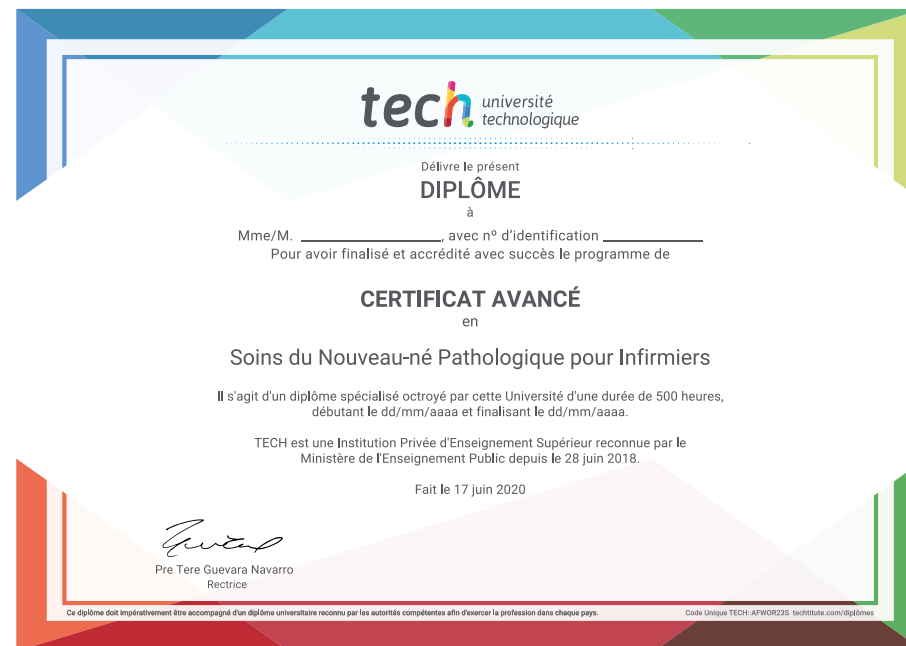 tech université
technologique
Délivre le présent
DIPLÔME
à
Mme/M. ____________________, avec nº d'identification ______________
Pour avoir finalisé et accrédité avec succès le programme de
CERTIFICAT AVANCÉ
en
Soins du Nouveau-né Pathologique pour Infirmiers
Il s'agit d'un diplôme spécialisé octroyé par cette Université d'une durée de 500 heures,
débutant le dd/mm/aaaa et finalisant le dd/mm/aaaa.
TECH est une Institution Privée d'Enseignement Supérieur reconnue par le
Ministère de l'Enseignement Public depuis le 28 juin 2018.
Fait le 17 juin 2020
Pre Tere Guevara Navarro
Rectrice
Ce diplôme doit impérativement être accompagné d'un diplôme universitaire reconnu par les autorités compétentes afin d'exercer la profession dans chaque pays.
Code Unique TECH: AFWOR23S techtitute.com/diplômes